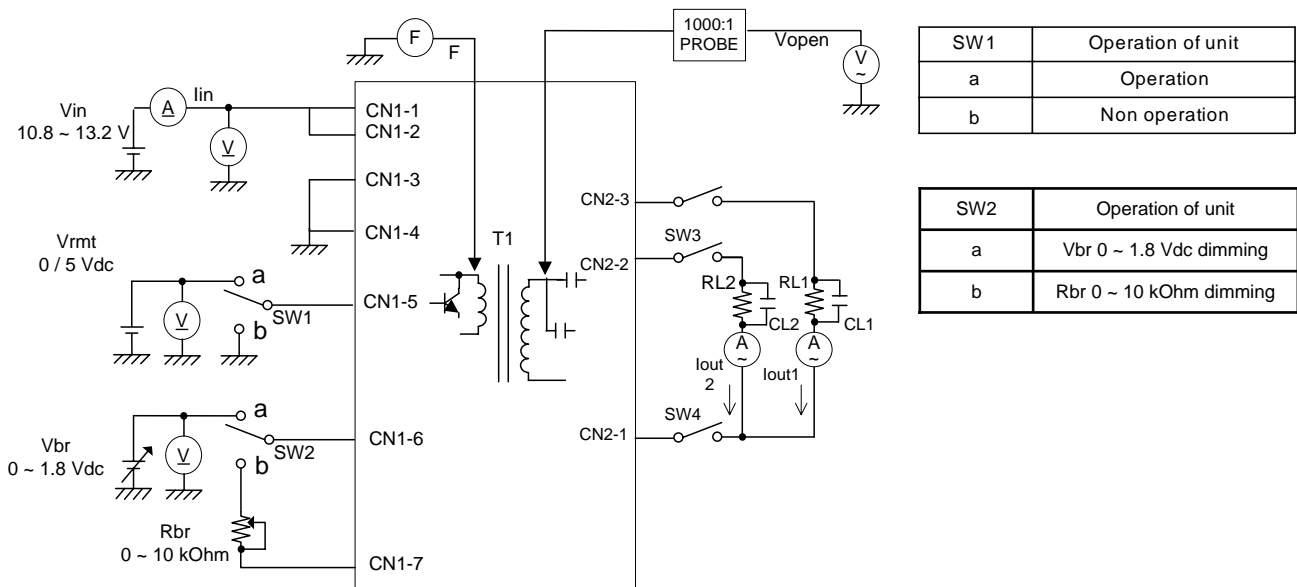 F
F
1000:1
PROBE
Vopen
V
~
Vin
10.8 ~ 13.2 V
A
Iin
V
CN1-1
CN1-2
CN1-3
CN1-4
Vrmt
0 / 5 Vdc
V
a
b
SW1
CN1-5
Vbr
0 ~ 1.8 Vdc
V
a
b
SW2
CN1-6
Rbr
0 ~ 10 kOhm
CN1-7
T1
CN2-3
SW3
CN2-2
RL2
RL1
CL2
CL1
A
~
A
~
Iout
2
Iout1
SW4
CN2-1
SW1 Operation of unit
a Operation
b Non operation
SW2 Operation of unit
a Vbr 0 ~ 1.8 Vdc dimming
b Rbr 0 ~ 10 kOhm dimming